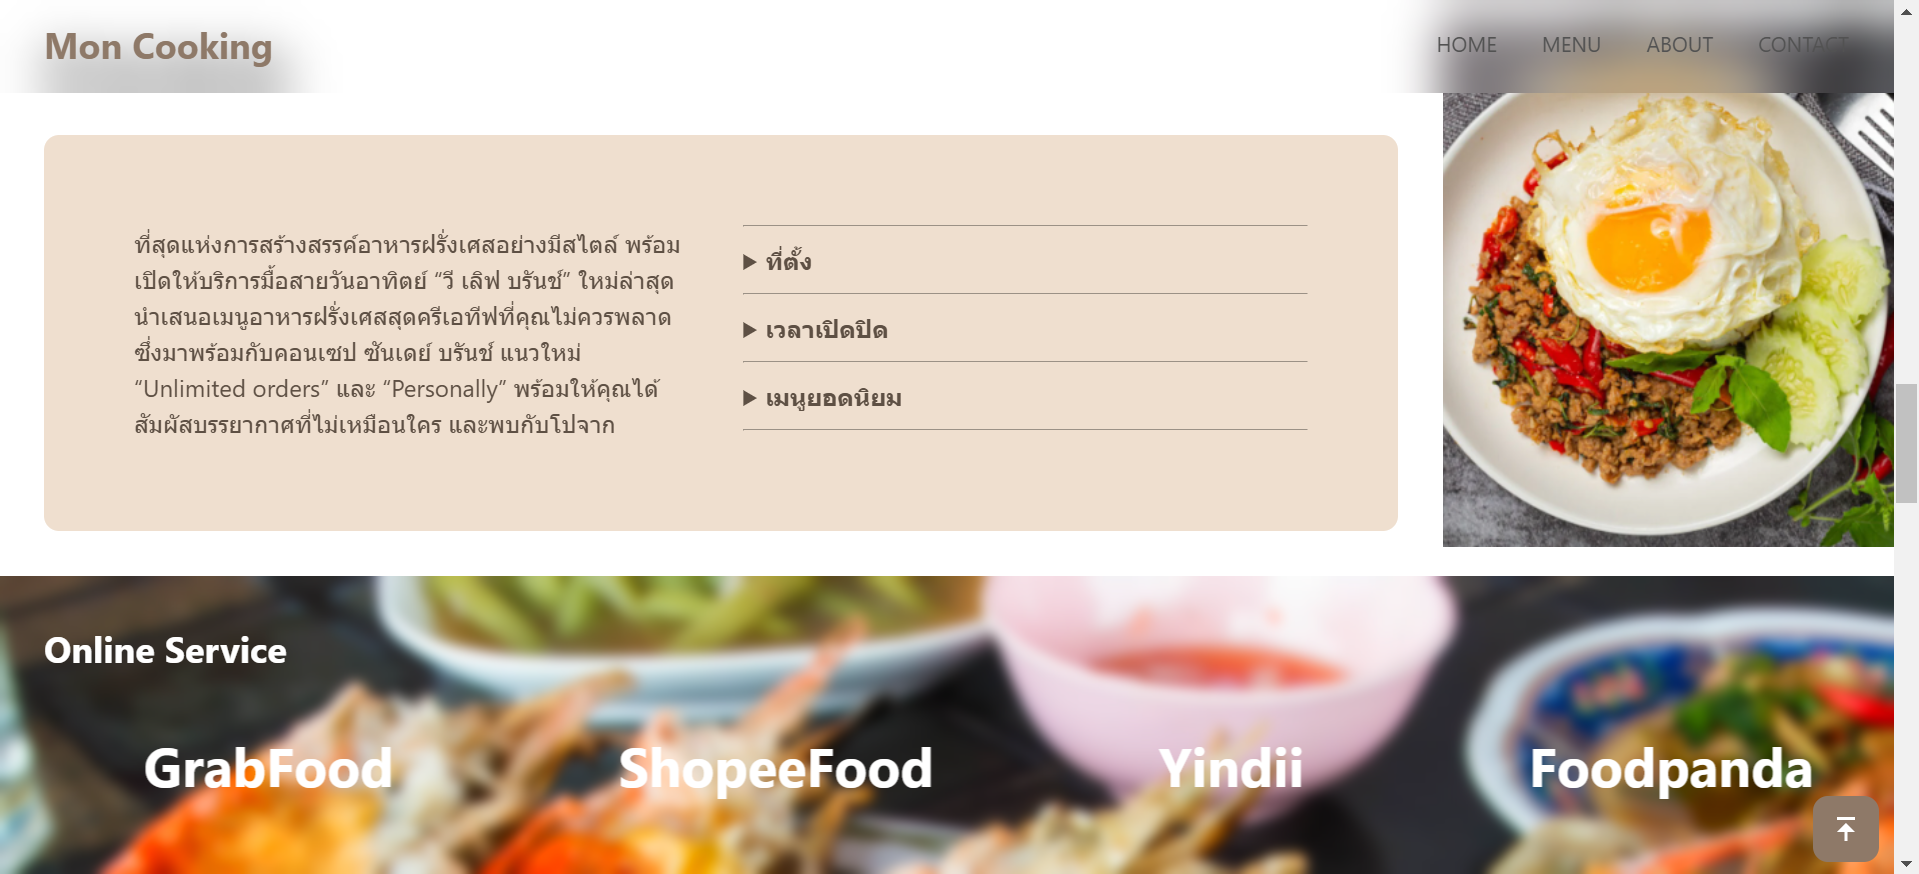 Mon Cooking
HOME MENU ABOUT CONTACT
ที่สุดแห่งการสร้างสรรค์อาหารฝรั่งเศสอย่างมีสไตล์ พร้อม
เปิดให้บริการมื้อสายวันอาทิตย์ “วี เลิฟ บรันช์” ใหม่ล่าสุด
นำเสนอเมนูอาหารฝรั่งเศสสุดครีเอทีฟที่คุณไม่ควรพลาด
ซึ่งมาพร้อมกับคอนเซป ซันเดย์ บรันช์ แนวใหม่
“Unlimited orders” และ “Personally” พร้อมให้คุณได้
สัมผัสบรรยากาศที่ไม่เหมือนใคร และพบกับโปจาก
ที่ตั้ง
เวลาเปิดปิด
เมนูยอดนิยม
Online Service
GrabFood ShopeeFood Yindii Foodpanda